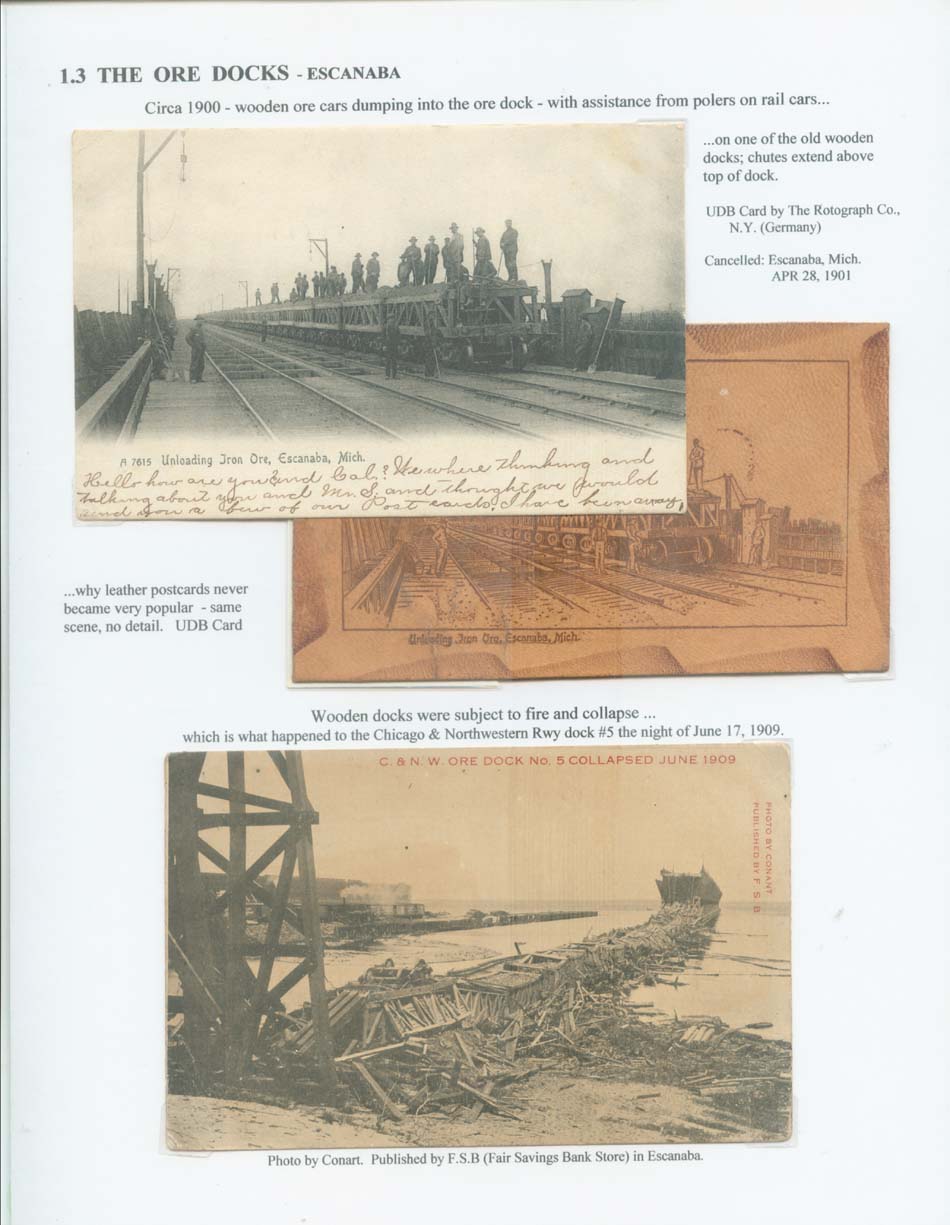 1.3 THE ORE DOCKS - ESCANABA
Circa 1900 - wooden ore cars dumping into the ore dock - with assistance from polers on rail cars...
...on one of the old wooden
docks; chutes extend above
top of dock.
UDB Card by The Rotograph Co.,
N.Y. (Germany)
Cancelled: Escanaba, Mich.
APR 28, 1901
A 7615 Unloading Iron Ore, Escanaba, Mich.
Hello how are you and Cal? We where thinking and
talking about you and Mr. S. and thought we would
send you a few of our Post cards. I have been away,
Unloading Iron Ore, Escanaba, Mich.
...why leather postcards never
became very popular - same
scene, no detail. UDB Card
Wooden docks were subject to fire and collapse ...
which is what happened to the Chicago & Northwestern Rwy dock #5 the night of June 17, 1909.
C. & N. W. ORE DOCK No. 5 COLLAPSED JUNE 1909
PHOTO BY CONANT
PUBLISHED BY F. S. B
Photo by Conart. Published by F.S.B (Fair Savings Bank Store) in Escanaba.